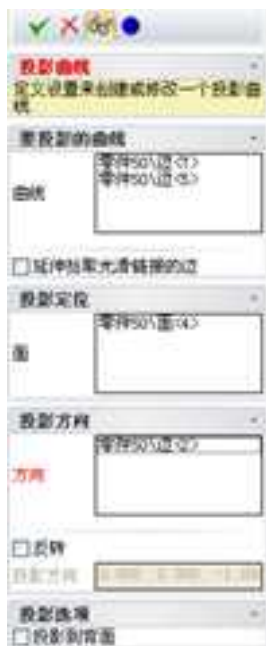 投影曲线
定义设置来创建或修改一个投影曲
线
要投影的曲线
零件50\边<1>
零件50\边<5>
曲线
延伸拾取光滑链接的边
投影定位
零件50\面<4>
面
投影方向
零件50\边<2>
方向
反转
投影方向
投影选项
投影到背面